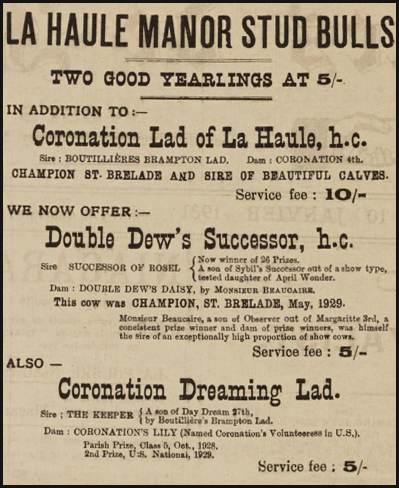 LA HAULE MANOR STUD BULLS
TWO GOOD YEARLINGS AT 5/-
IN ADDITION TO :—
Coronation Lad of La Haule, h.c.
Sire : BOUTILLIÈRES BRAMPTON LAD. Dam : CORONATION 4th.
CHAMPION ST. BRELADE AND SIRE OF BEAUTIFUL CALVES.
Service fee : 10/-
WE NOW OFFER :—
Double Dew's Successor, h.c.
Sire SUCCESSOR OF ROSEL { Now winner of 26 Prizes.
A son of Sybil's Successor out of a show type,
tested daughter of April Wonder.
Dam : DOUBLE DEW'S DAISY, by MONSIEUR BEAUCAIRE.
This cow was CHAMPION, ST. BRELADE, May, 1929.
Monsieur Beaucaire, a son of Observer out of Margaritte 3rd, a
consistent prize winner and dam of prize winners, was himself
the sire of an exceptionally high proportion of show cows.
Service fee : 5/-
ALSO —
Coronation Dreaming Lad.
Sire : THE KEEPER { A son of Day Dream 27th,
by Boutillière's Brampton Lad.
Dam : CORONATION'S LILY (Named Coronation's Volunteeress in U.S.).
Parish Prize, Class 5, Oct., 1928.
2nd Prize, U.S. National, 1929.
Service fee : 5/-